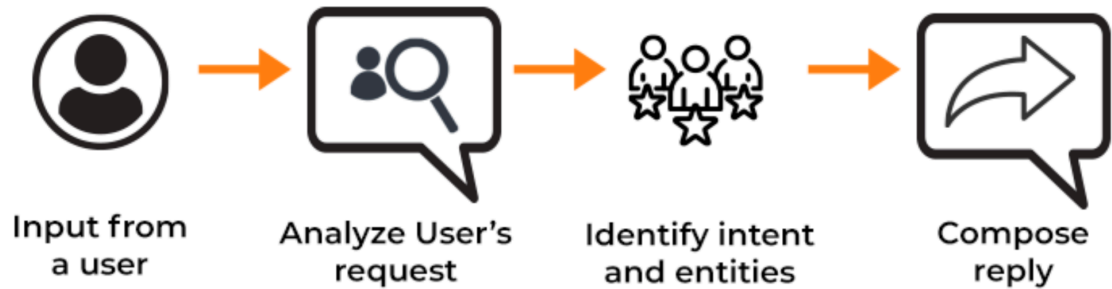 Input from
a user
Analyze User's
request
Identify intent
and entities
Compose
reply